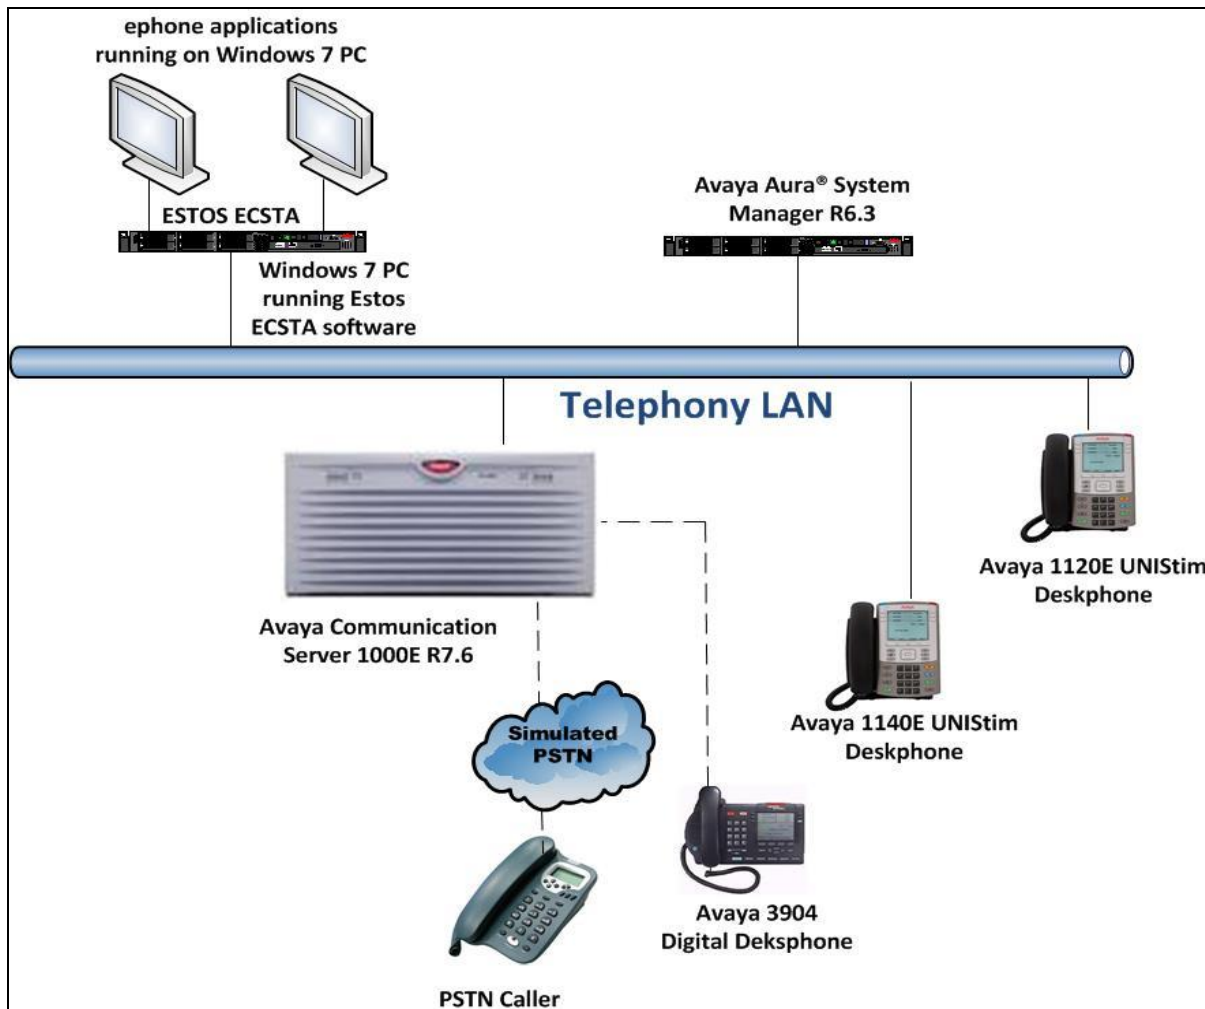 ephone applications
running on Windows 7 PC
ESTOS ECSTA
Windows 7 PC
running Estos
ECSTA software
Avaya Aura® System
Manager R6.3
Telephony LAN
Avaya Communication
Server 1000E R7.6
Avaya 1120E UNIStim
Deskphone
Avaya 1140E UNIStim
Deskphone
Simulated
PSTN
Avaya 3904
Digital Deksphone
PSTN Caller